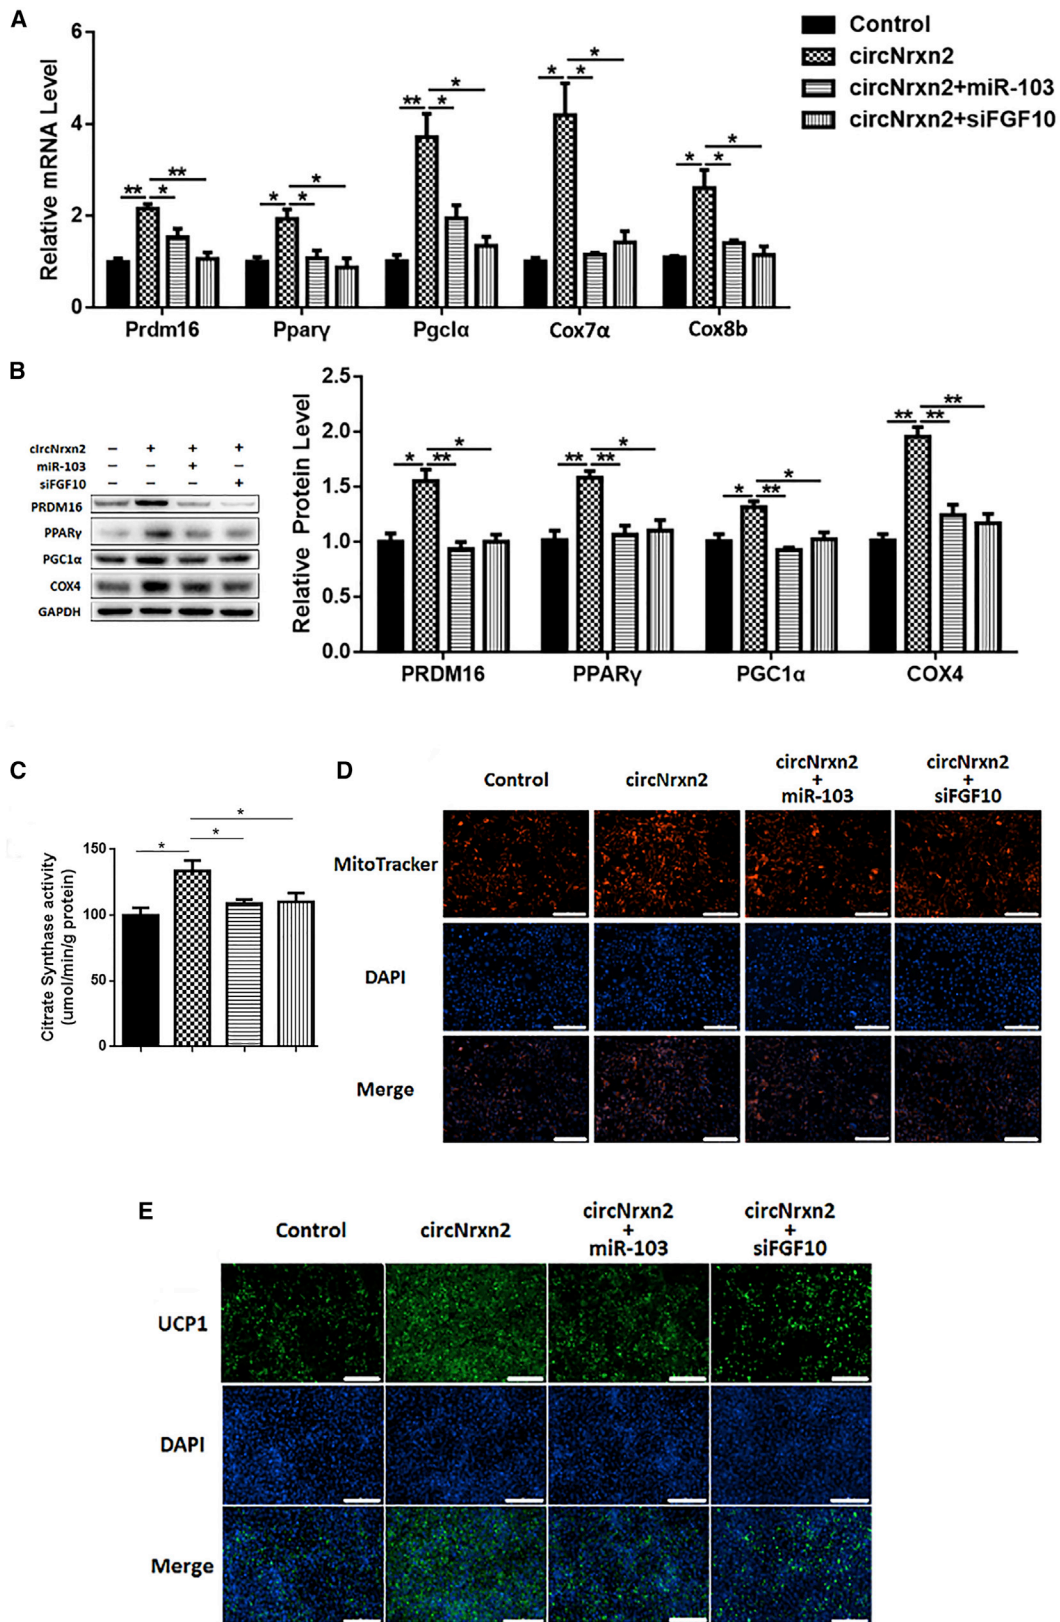 A
6
4
2
0
Relative mRNA Level
** * **
* * *
** * *
* * *
* * *
Prdm16 Pparγ Pgclα Cox7α Cox8b
Control
circNrxn2
circNrxn2+miR-103
circNrxn2+siFGF10
B
circNrxn2 – + + +
miR-103 – – + –
siFGF10 – – – +
PRDM16
PPARγ
PGC1α
COX4
GAPDH
2.5
2.0
1.5
1.0
0.5
0.0
Relative Protein Level
* ** *
** ** *
* ** *
** ** **
PRDM16 PPARγ PGC1α COX4
C
150
100
50
0
Citrate Synthase activity
(umol/min/g protein)
* * *
D
Control circNrxn2 circNrxn2 + miR-103 circNrxn2 + siFGF10
MitoTracker
DAPI
Merge
E
Control circNrxn2 circNrxn2 + miR-103 circNrxn2 + siFGF10
UCP1
DAPI
Merge